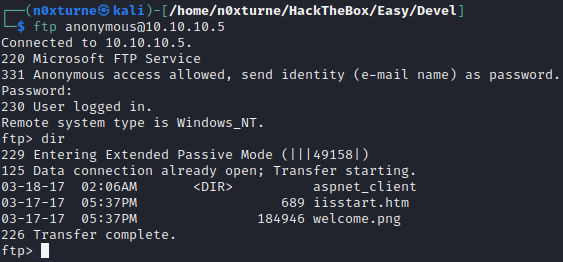 ┌──(n0xturne㉿kali)-[/home/n0xturne/HackTheBox/Easy/Devel]
└─$ ftp anonymous@10.10.10.5
Connected to 10.10.10.5.
220 Microsoft FTP Service
331 Anonymous access allowed, send identity (e-mail name) as password.
Password:
230 User logged in.
Remote system type is Windows_NT.
ftp> dir
229 Entering Extended Passive Mode (|||49158|)
125 Data connection already open; Transfer starting.
03-18-17  02:06AM       <DIR>          aspnet_client
03-17-17  05:37PM                  689 iisstart.htm
03-17-17  05:37PM               184946 welcome.png
226 Transfer complete.
ftp>